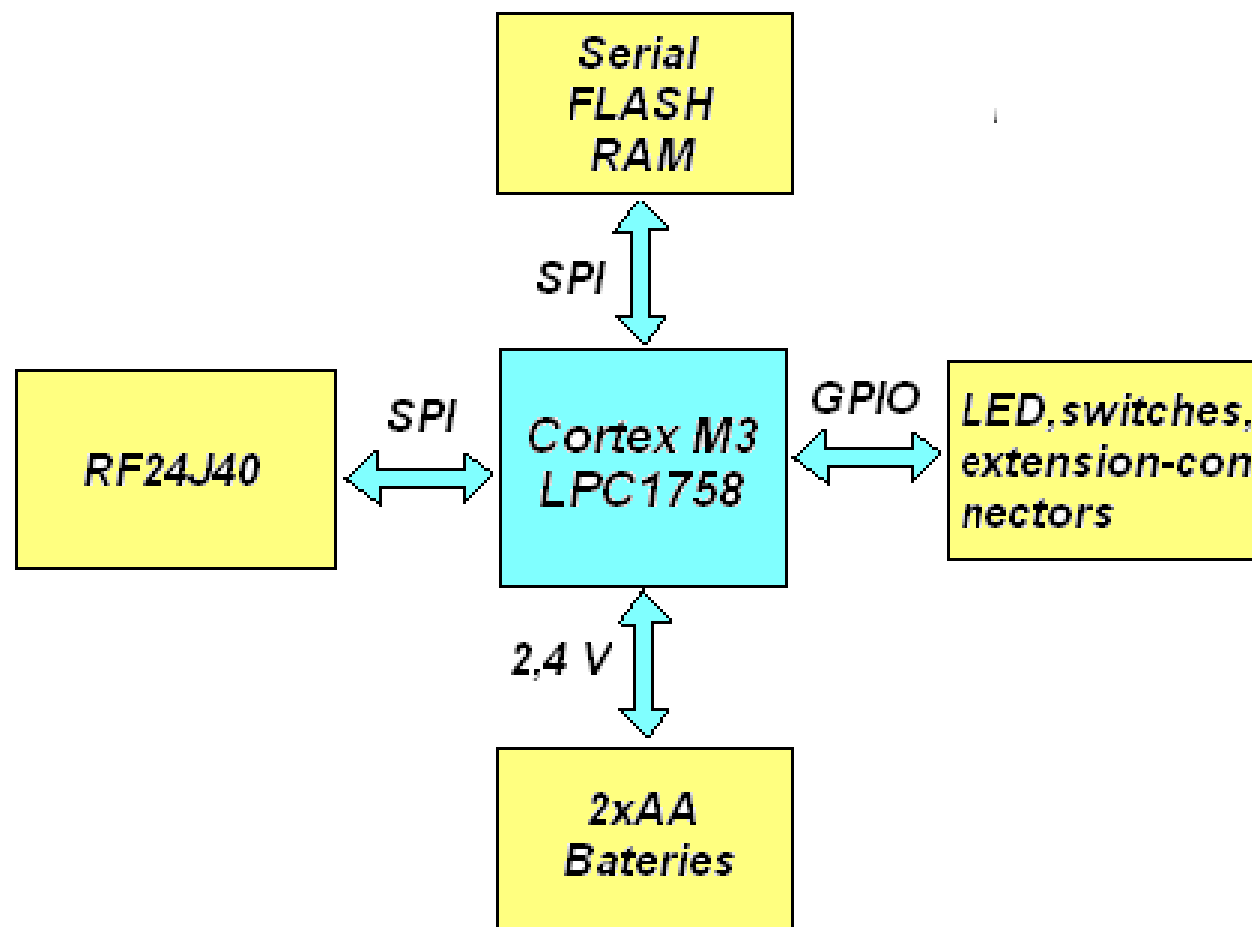 Serial
FLASH
RAM
SPI
SPI
GPIO
RF24J40
Cortex M3
LPC1758
LED,switches,
extension-con
nectors
2,4 V
2xAA
Bateries